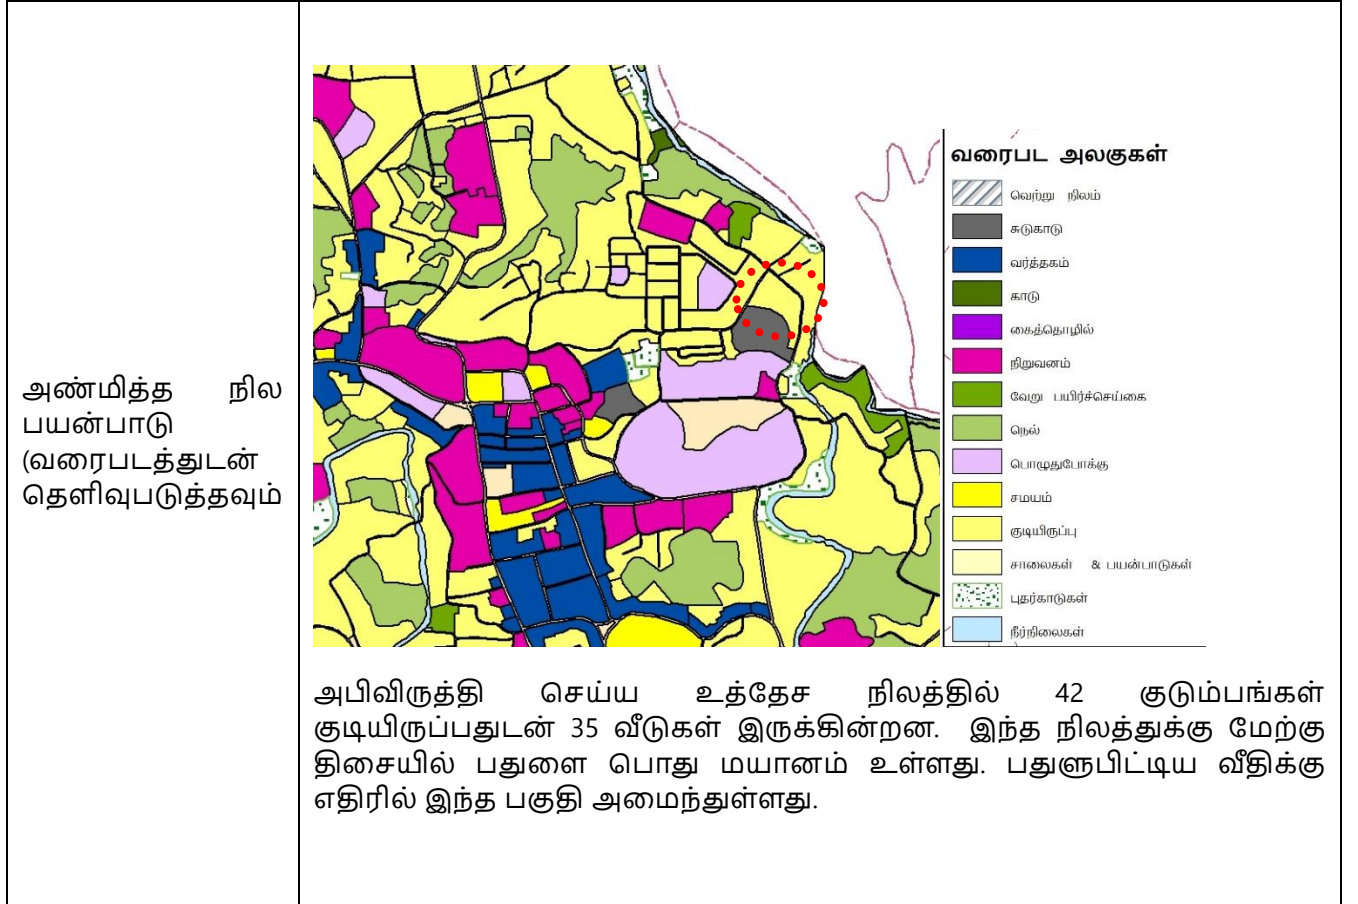 அண்மித்த நில
பயன்பாடு
(வரைபடத்துடன்
தெளிவுபடுத்தவும்
வரைபட அலகுகள்
வெற்று நிலம்
சுடுகாடு
வர்த்தகம்
காடு
கைத்தொழில்
நிறுவனம்
வேறு பயிர்ச்செய்கை
நெல்
பொழுதுபோக்கு
சமயம்
குடியிருப்பு
சாலைகள் & பயன்பாடுகள்
புதர்காடுகள்
நீர்நிலைகள்
அபிவிருத்தி செய்ய உத்தேச நிலத்தில் 42 குடும்பங்கள்
குடியிருப்பதுடன் 35 வீடுகள் இருக்கின்றன. இந்த நிலத்துக்கு மேற்கு
திசையில் பதுளை பொது மயானம் உள்ளது. பதுளுபிட்டிய வீதிக்கு
எதிரில் இந்த பகுதி அமைந்துள்ளது.